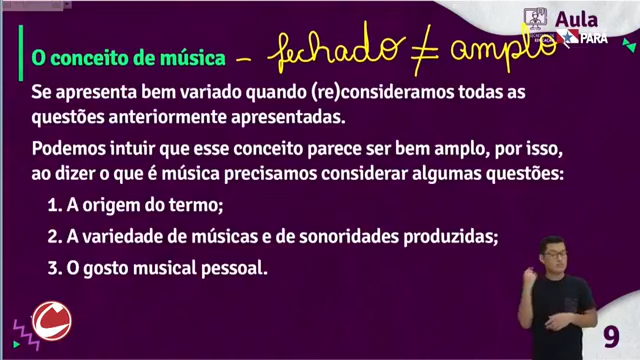 Aula
PARÁ
O conceito de música - fechado ≠ amplo
Se apresenta bem variado quando (re)consideramos todas as
questões anteriormente apresentadas.
Podemos intuir que esse conceito parece ser bem amplo, por isso,
ao dizer o que é música precisamos considerar algumas questões:
1. A origem do termo;
2. A variedade de músicas e de sonoridades produzidas;
3. O gosto musical pessoal.
9